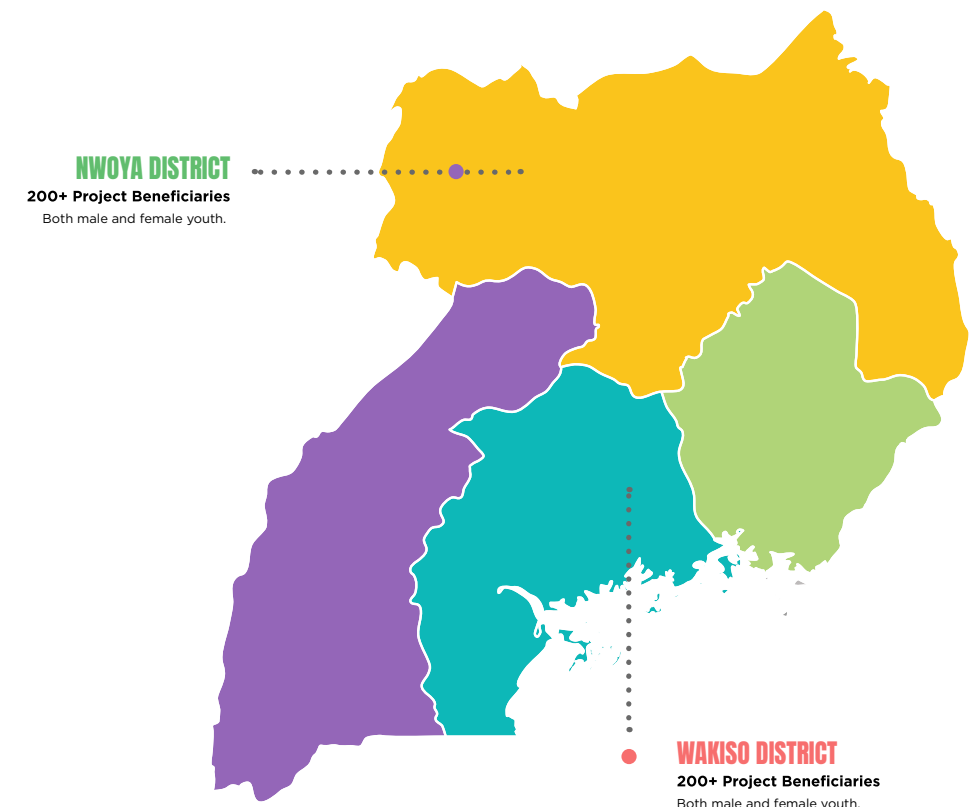 NWOYA DISTRICT
200+ Project Beneficiaries
Both male and female youth.
WAKISO DISTRICT
200+ Project Beneficiaries
Both male and female youth.